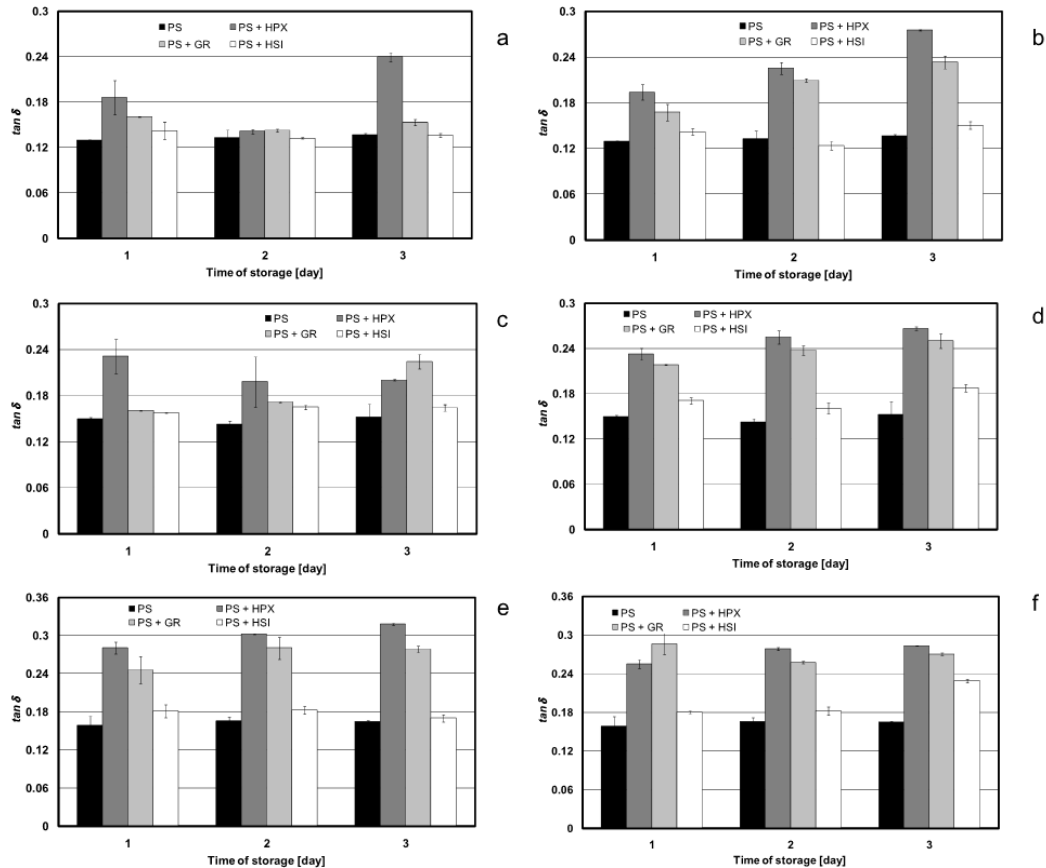 PS PS + HPX
PS + GR PS + HSI
a
0.3
0.24
0.18
0.12
0.06
0
tan δ
1 2 3
Time of storage [day]
PS PS + HPX
PS + GR PS + HSI
b
0.3
0.24
0.18
0.12
0.06
0
tan δ
1 2 3
Time of storage [day]
PS PS + HPX
PS + GR PS + HSI
c
0.3
0.24
0.18
0.12
0.06
0
tan δ
1 2 3
Time of storage [day]
PS PS + HPX
PS + GR PS + HSI
d
0.3
0.24
0.18
0.12
0.06
0
tan δ
1 2 3
Time of storage [day]
PS PS + HPX
PS + GR PS + HSI
e
0.36
0.3
0.24
0.18
0.12
0.06
0
tan δ
1 2 3
Time of storage [day]
PS PS + HPX
PS + GR PS + HSI
f
0.36
0.3
0.24
0.18
0.12
0.06
0
tan δ
1 2 3
Time of storage [day]